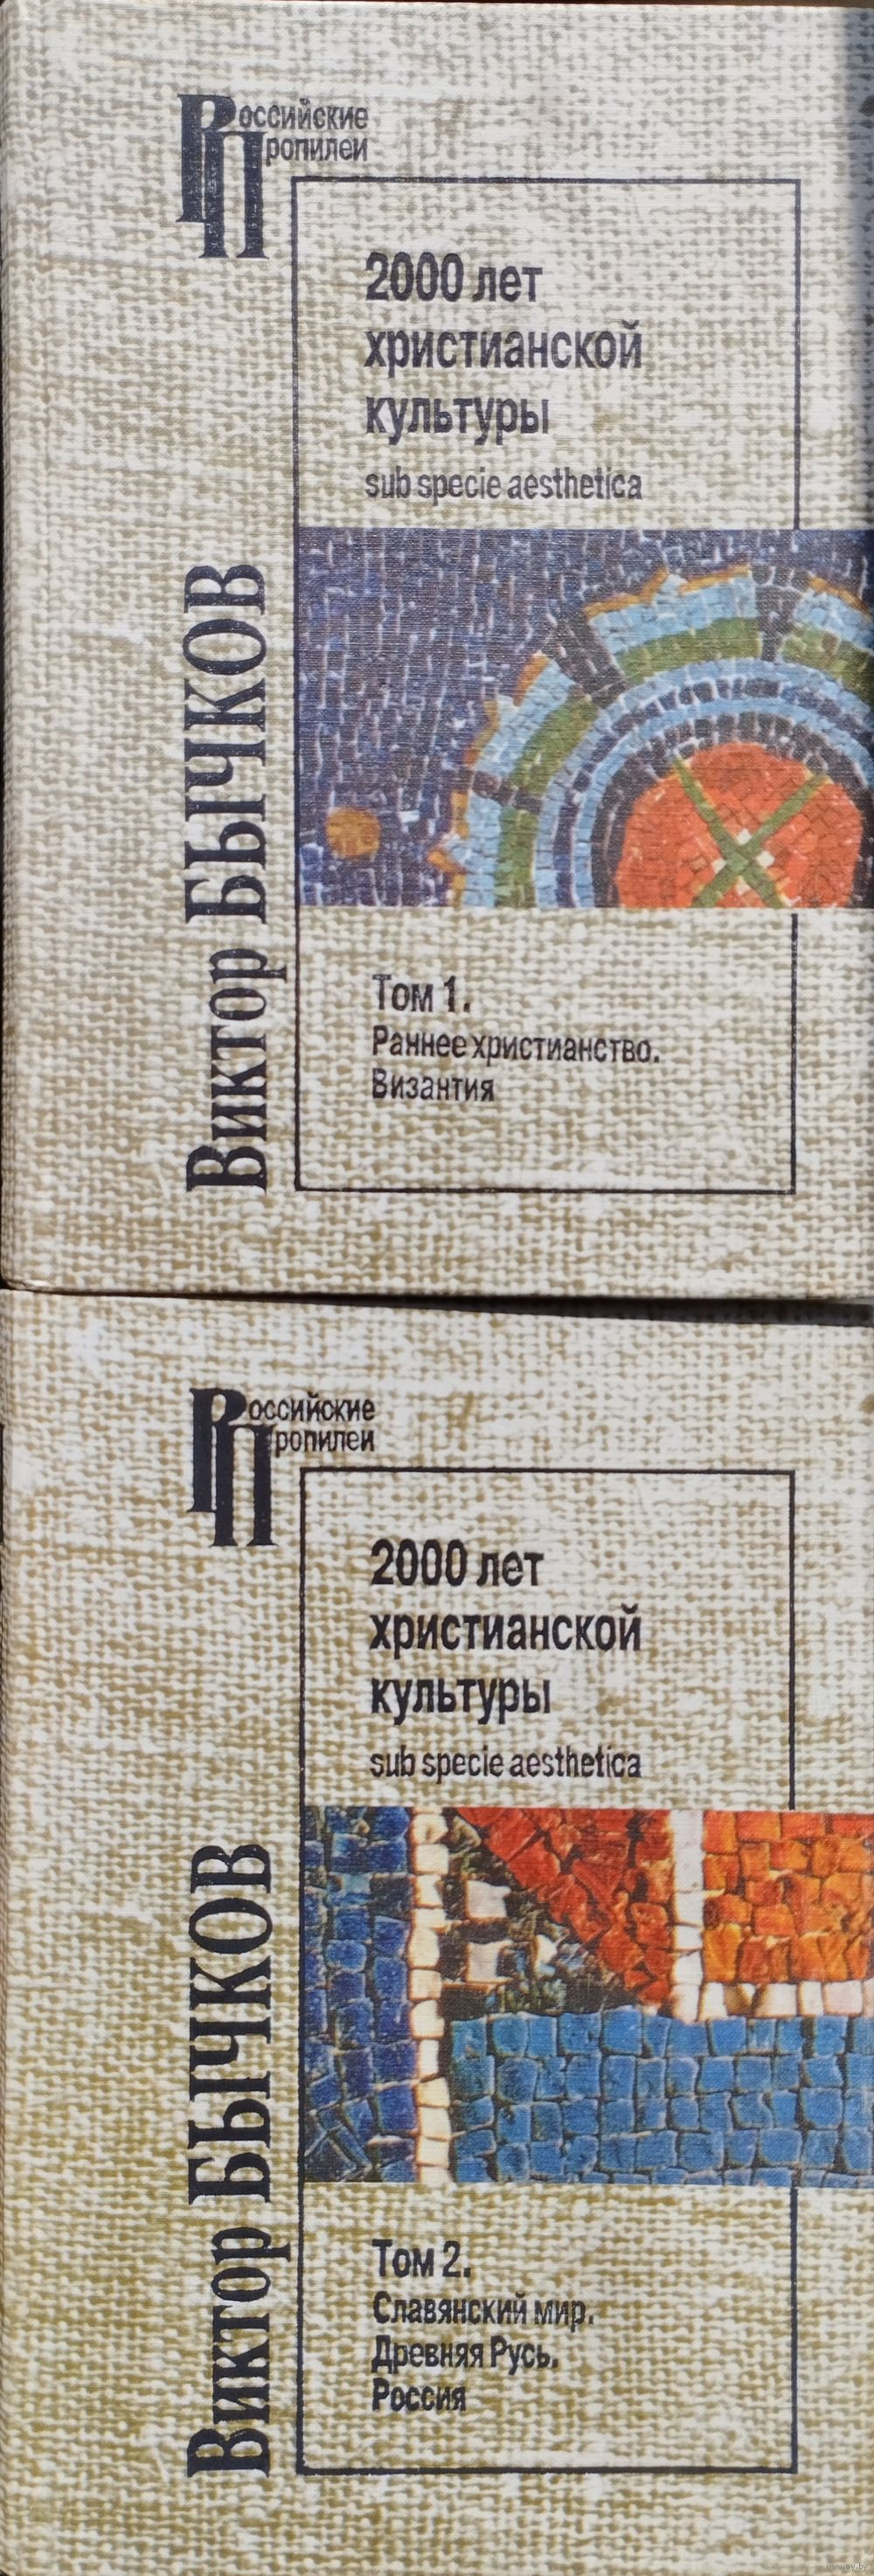 Российские
Пропилеи
2000 лет
христианской
культуры
sub specie aesthetica
Виктор БЫЧКОВ
Том 1.
Раннее христианство.
Византия
Российские
Пропилеи
2000 лет
христианской
культуры
sub specie aesthetica
Виктор БЫЧКОВ
Том 2.
Славянский мир.
Древняя Русь.
Россия